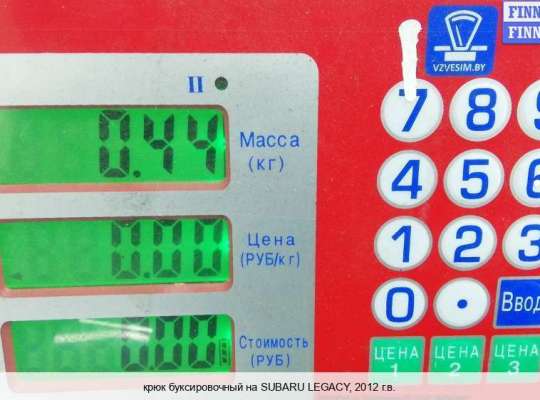 FINN
FINN
VZVESIM.BY
II
0.44
Масса
(кг)
7 8
4 5 6
0.00
Цена
(РУБ/кг)
1 2 3
0 . Ввод
0.00
Стоимость
(РУБ)
ЦЕНА ЦЕНА ЦЕНА
1 2 3
крюк буксировочный на SUBARU LEGACY, 2012 г.в.